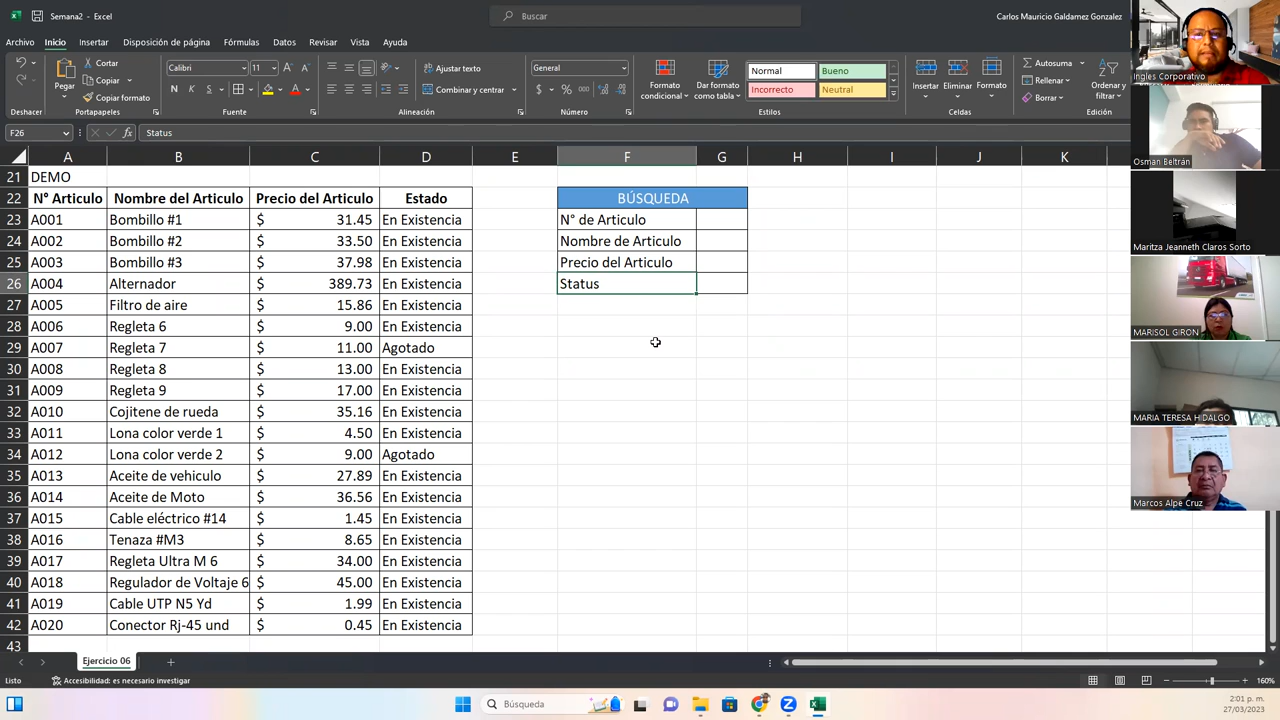 Semana2 - Excel
Buscar
Carlos Mauricio Galdamez Gonzalez
Archivo Inicio Insertar Disposición de página Fórmulas Datos Revisar Vista Ayuda
Pegar
Cortar
Copiar
Copiar formato
Calibri 11
N K S
Ajustar texto
General
Formato condicional
Dar formato como tabla
Normal Bueno
Incorrecto Neutral
Insertar Eliminar Formato
Autosuma
Rellenar
Borrar
Ordenar y filtrar
Deshacer Portapapeles Fuente Alineación Número Estilos Celdas Edición
F26 fx Status
A B C D E F G H I J K
21 DEMO
22 N° Articulo Nombre del Articulo Precio del Articulo Estado BÚSQUEDA
23 A001 Bombillo #1 $ 31.45 En Existencia N° de Articulo
24 A002 Bombillo #2 $ 33.50 En Existencia Nombre de Articulo
25 A003 Bombillo #3 $ 37.98 En Existencia Precio del Articulo
26 A004 Alternador $ 389.73 En Existencia Status
27 A005 Filtro de aire $ 15.86 En Existencia
28 A006 Regleta 6 $ 9.00 En Existencia
29 A007 Regleta 7 $ 11.00 Agotado
30 A008 Regleta 8 $ 13.00 En Existencia
31 A009 Regleta 9 $ 17.00 En Existencia
32 A010 Cojitene de rueda $ 35.16 En Existencia
33 A011 Lona color verde 1 $ 4.50 En Existencia
34 A012 Lona color verde 2 $ 9.00 Agotado
35 A013 Aceite de vehiculo $ 27.89 En Existencia
36 A014 Aceite de Moto $ 36.56 En Existencia
37 A015 Cable eléctrico #14 $ 1.45 En Existencia
38 A016 Tenaza #M3 $ 8.65 En Existencia
39 A017 Regleta Ultra M 6 $ 34.00 En Existencia
40 A018 Regulador de Voltaje 6 $ 45.00 En Existencia
41 A019 Cable UTP N5 Yd $ 1.99 En Existencia
42 A020 Conector Rj-45 und $ 0.45 En Existencia
43
Ejercicio 06
Listo Accesibilidad: es necesario investigar 160%
Búsqueda
2:01 p. m.
27/03/2023
Ingles Corporativo
Osman Beltrán
Maritza Jeanneth Claros Sorto
MARISOL GIRON
MARIA TERESA HIDALGO
Marcos Alpe Cruz